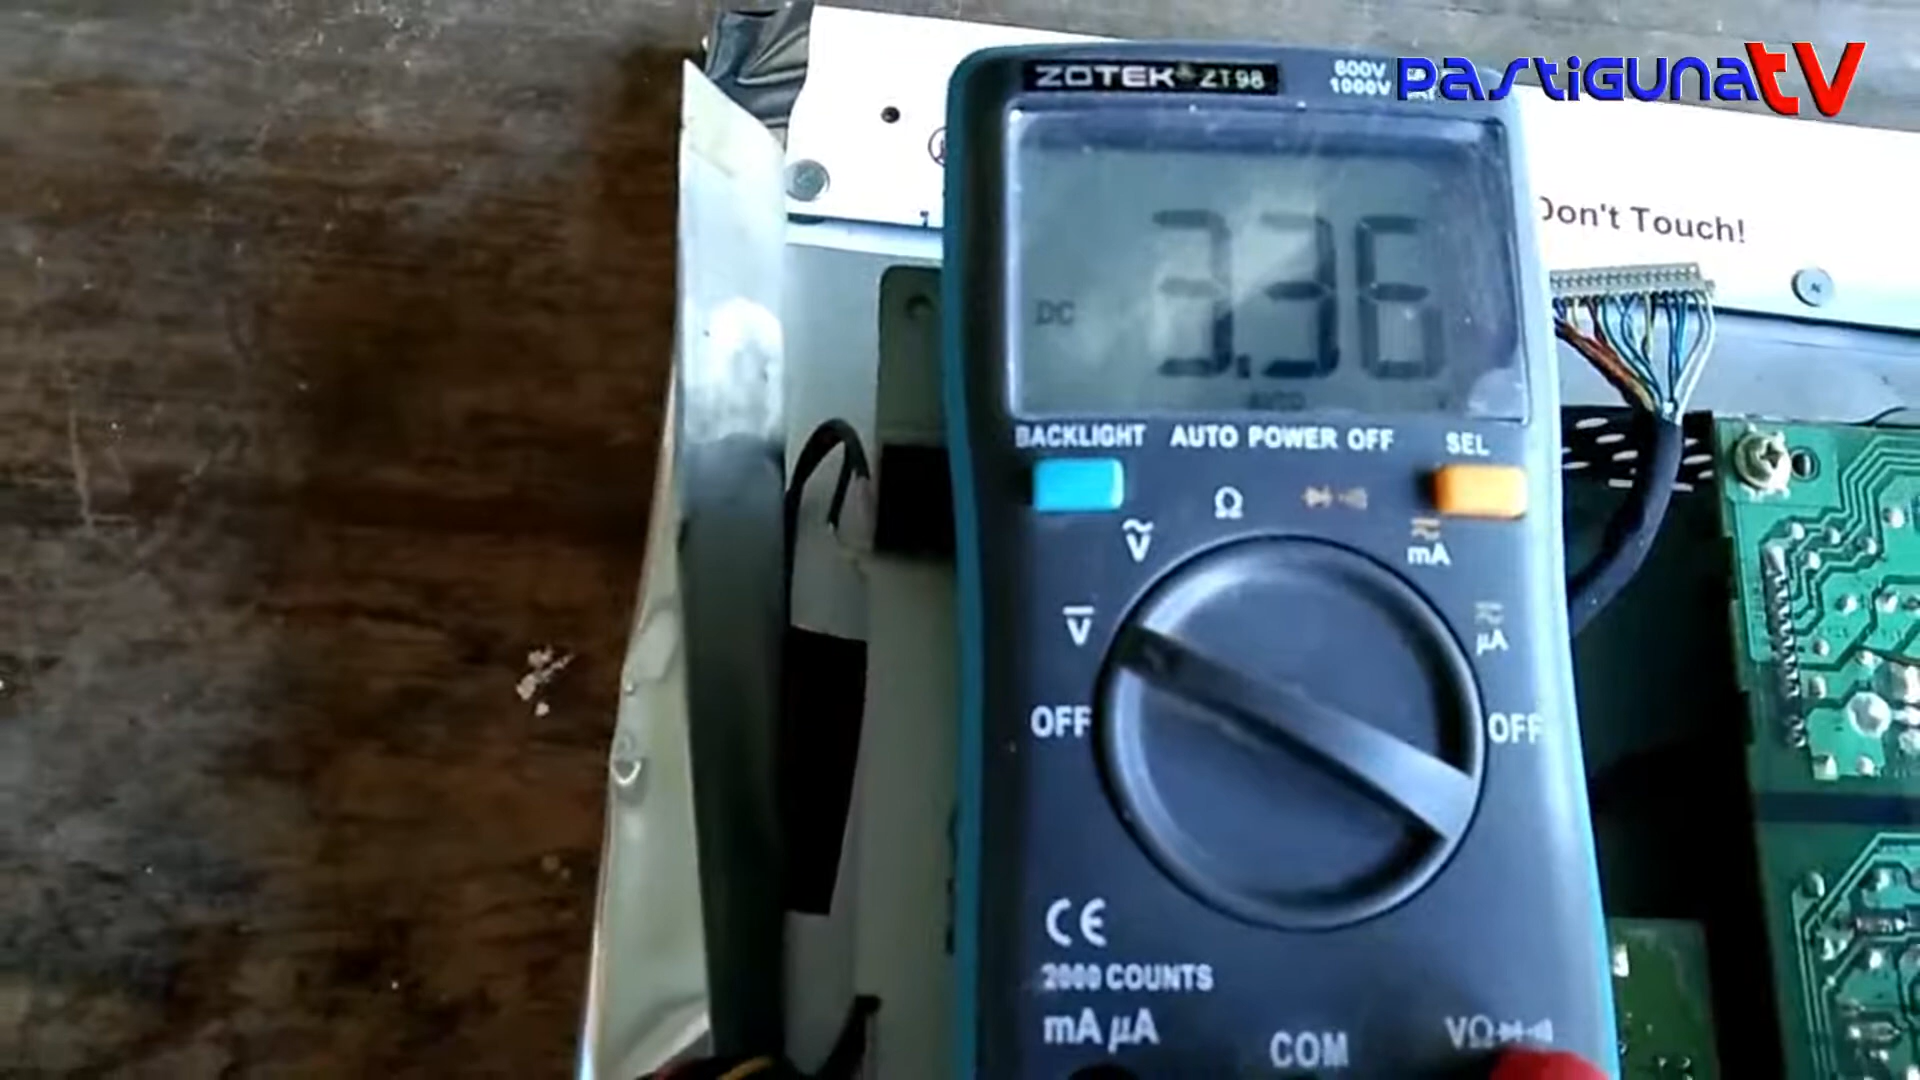 pastigunatv
ZOTEK ZT98
600V
1000V
Don't Touch!
DC
3.36
AUTO
BACKLIGHT AUTO POWER OFF SEL
Ω
Ṽ
mA
V
µA
OFF
OFF
CE
2000 COUNTS
mA µA
COM
VΩ